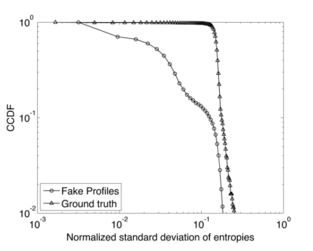 10^0
10^-1
10^-2
CCDF
Fake Profiles
Ground truth
10^-3 10^-2 10^-1 10^0
Normalized standard deviation of entropies